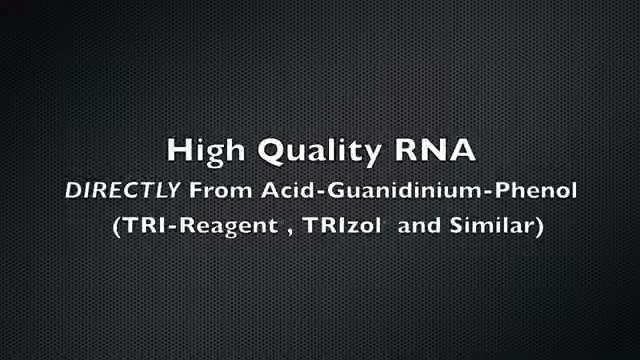 High Quality RNA
DIRECTLY From Acid-Guanidinium-Phenol
(TRI-Reagent , TRIzol and Similar)